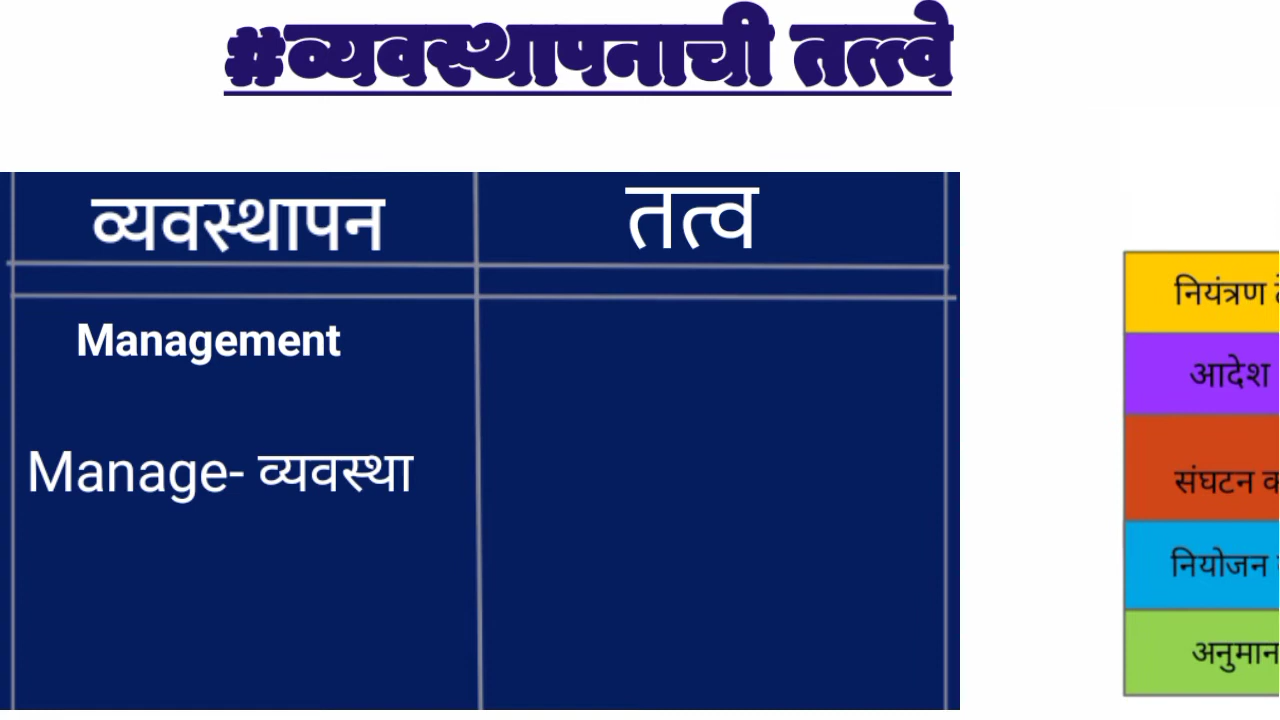 #व्यवस्थापनाची तत्त्वे
व्यवस्थापन
तत्व
Management
Manage- व्यवस्था
नियंत्रण
आदेश
संघटन
नियोजन
अनुमान